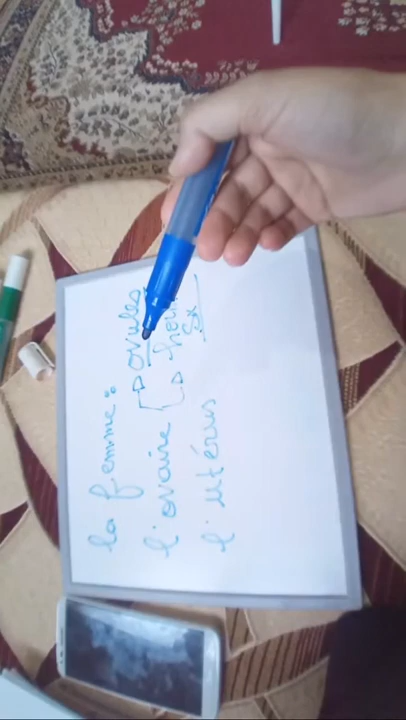 la femme :
l'ovaire → ovules
→
l'utérus